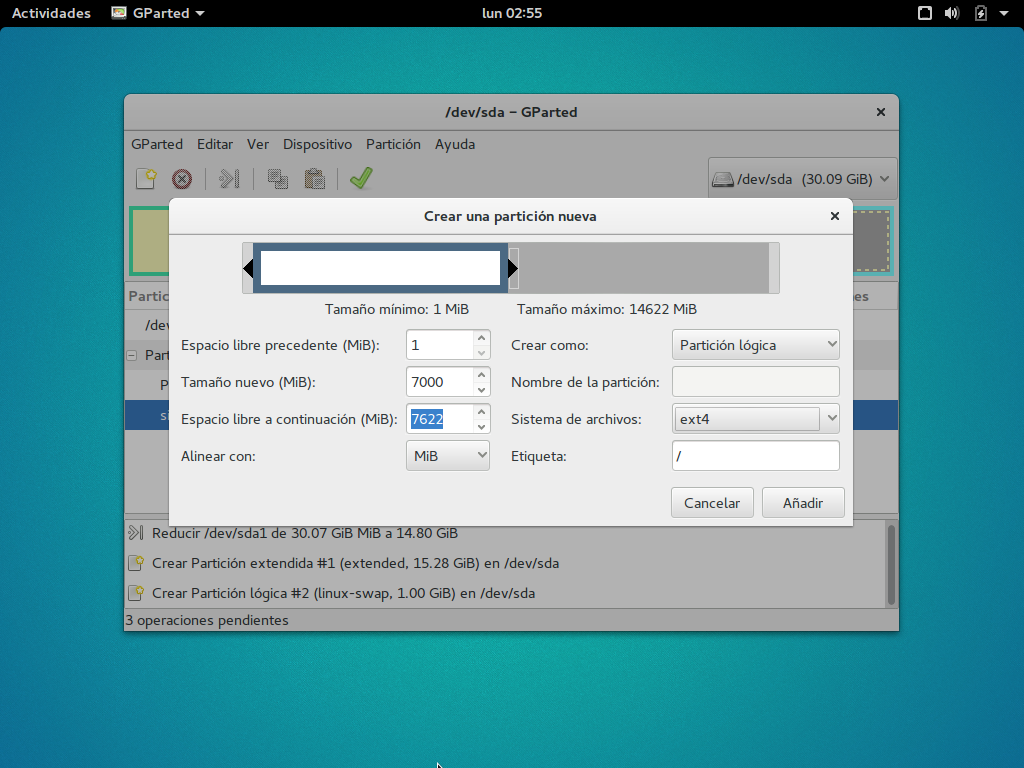 Actividades GParted lun 02:55
/dev/sda – GParted
GParted Editar Ver Dispositivo Partición Ayuda
/dev/sda (30.09 GiB)
Crear una partición nueva
Tamaño mínimo: 1 MiB Tamaño máximo: 14622 MiB
Espacio libre precedente (MiB): 1 Crear como: Partición lógica
Tamaño nuevo (MiB): 7000 Nombre de la partición:
Espacio libre a continuación (MiB): 7622 Sistema de archivos: ext4
Alinear con: MiB Etiqueta: /
Cancelar Añadir
Reducir /dev/sda1 de 30.07 GiB MiB a 14.80 GiB
Crear Partición extendida #1 (extended, 15.28 GiB) en /dev/sda
Crear Partición lógica #2 (linux-swap, 1.00 GiB) en /dev/sda
3 operaciones pendientes